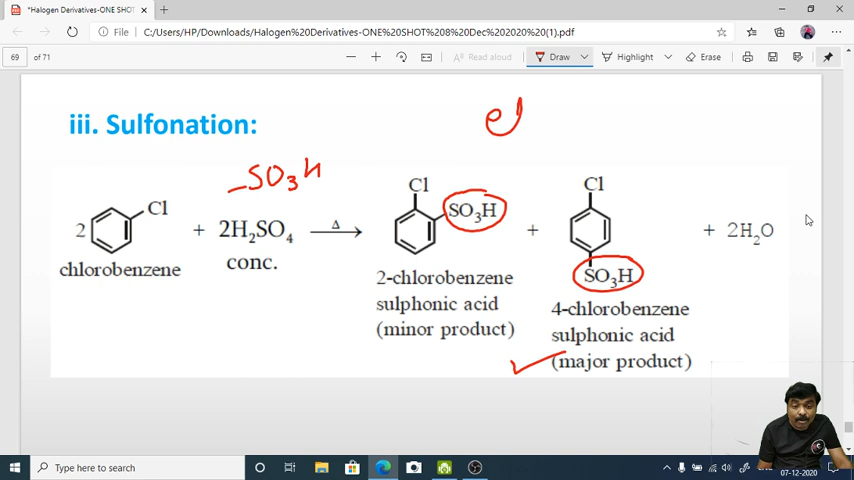 *Halogen Derivatives-ONE SHOT
C:/Users/HP/Downloads/Halogen%20Derivatives-ONE%20SHOT%208%20Dec%202020%20(1).pdf
69 of 71
Read aloud
Draw
Highlight
Erase
iii. Sulfonation:
–SO3H
Cl
Cl
Cl
SO3H
2 + 2H2SO4 Δ + + 2H2O
chlorobenzene
conc.
SO3H
2-chlorobenzene
sulphonic acid
(minor product)
4-chlorobenzene
sulphonic acid
(major product)
Type here to search
ENG
07-12-2020